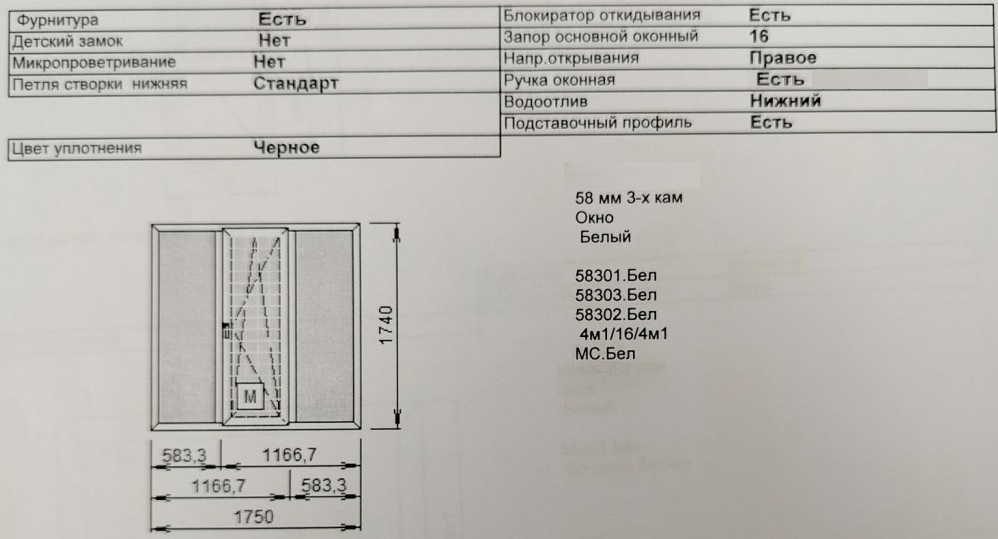 Фурнитура Есть
Детский замок Нет
Микропроветривание Нет
Петля створки нижняя Стандарт
Цвет уплотнения Черное
Блокиратор откидывания Есть
Запор основной оконный 16
Напр.открывания Правое
Ручка оконная Есть
Водоотлив Нижний
Подставочный профиль Есть
58 мм 3-х кам
Окно
Белый
58301.Бел
58303.Бел
58302.Бел
4м1/16/4м1
МС.Бел
М
1740
583,3 1166,7
1166,7 583,3
1750